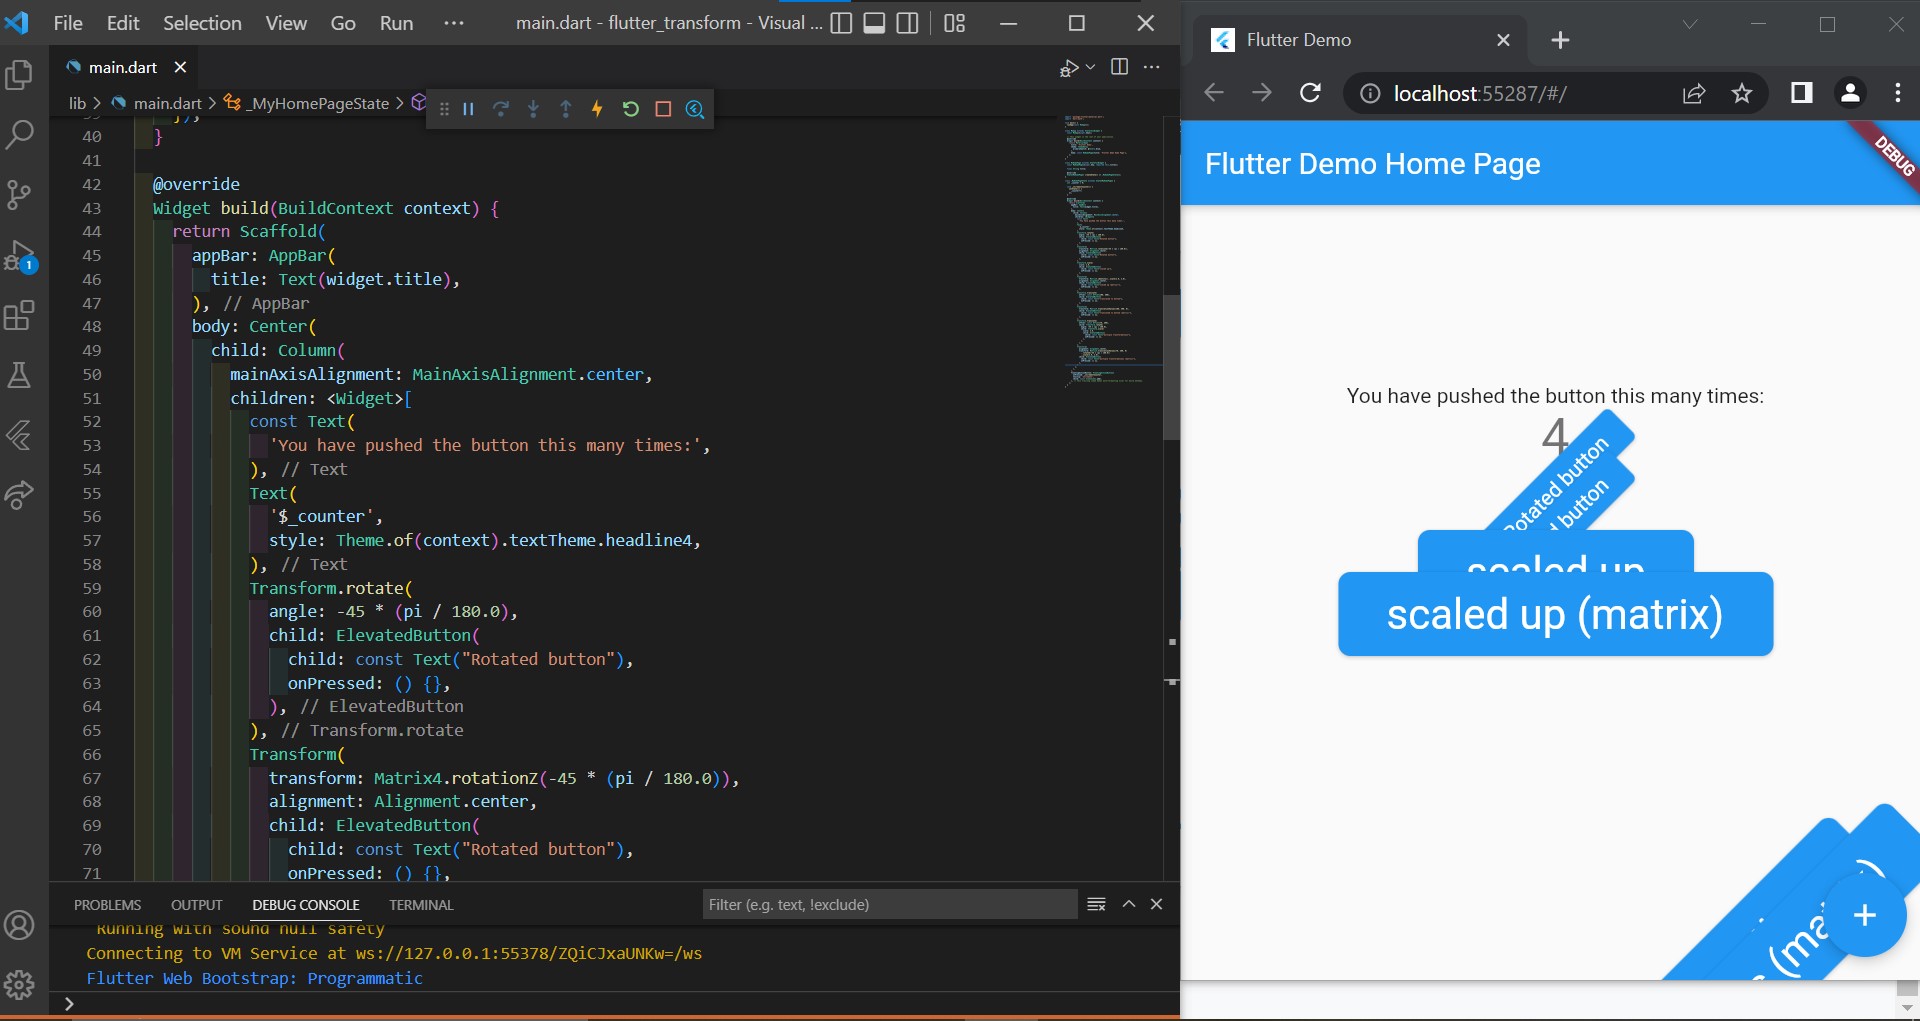 File Edit Selection View Go Run ··· main.dart - flutter_transform - Visual ...
main.dart
lib > main.dart > _MyHomePageState >
1
39 ]);
40 }
41
42 @override
43 Widget build(BuildContext context) {
44 return Scaffold(
45 appBar: AppBar(
46 title: Text(widget.title),
47 ), // AppBar
48 body: Center(
49 child: Column(
50 mainAxisAlignment: MainAxisAlignment.center,
51 children: <Widget>[
52 const Text(
53 'You have pushed the button this many times:',
54 ), // Text
55 Text(
56 '$_counter',
57 style: Theme.of(context).textTheme.headline4,
58 ), // Text
59 Transform.rotate(
60 angle: -45 * (pi / 180.0),
61 child: ElevatedButton(
62 child: const Text("Rotated button"),
63 onPressed: () {},
64 ), // ElevatedButton
65 ), // Transform.rotate
66 Transform(
67 transform: Matrix4.rotationZ(-45 * (pi / 180.0)),
68 alignment: Alignment.center,
69 child: ElevatedButton(
70 child: const Text("Rotated button"),
71 onPressed: () {},
PROBLEMS OUTPUT DEBUG CONSOLE TERMINAL Filter (e.g. text, !exclude)
Running with sound null safety
Connecting to VM Service at ws://127.0.0.1:55378/ZQiCJxaUNKw=/ws
Flutter Web Bootstrap: Programmatic
>
Flutter Demo
localhost:55287/#/
Flutter Demo Home Page
DEBUG
You have pushed the button this many times:
4
Rotated button
button
scaled up
scaled up (matrix)
+